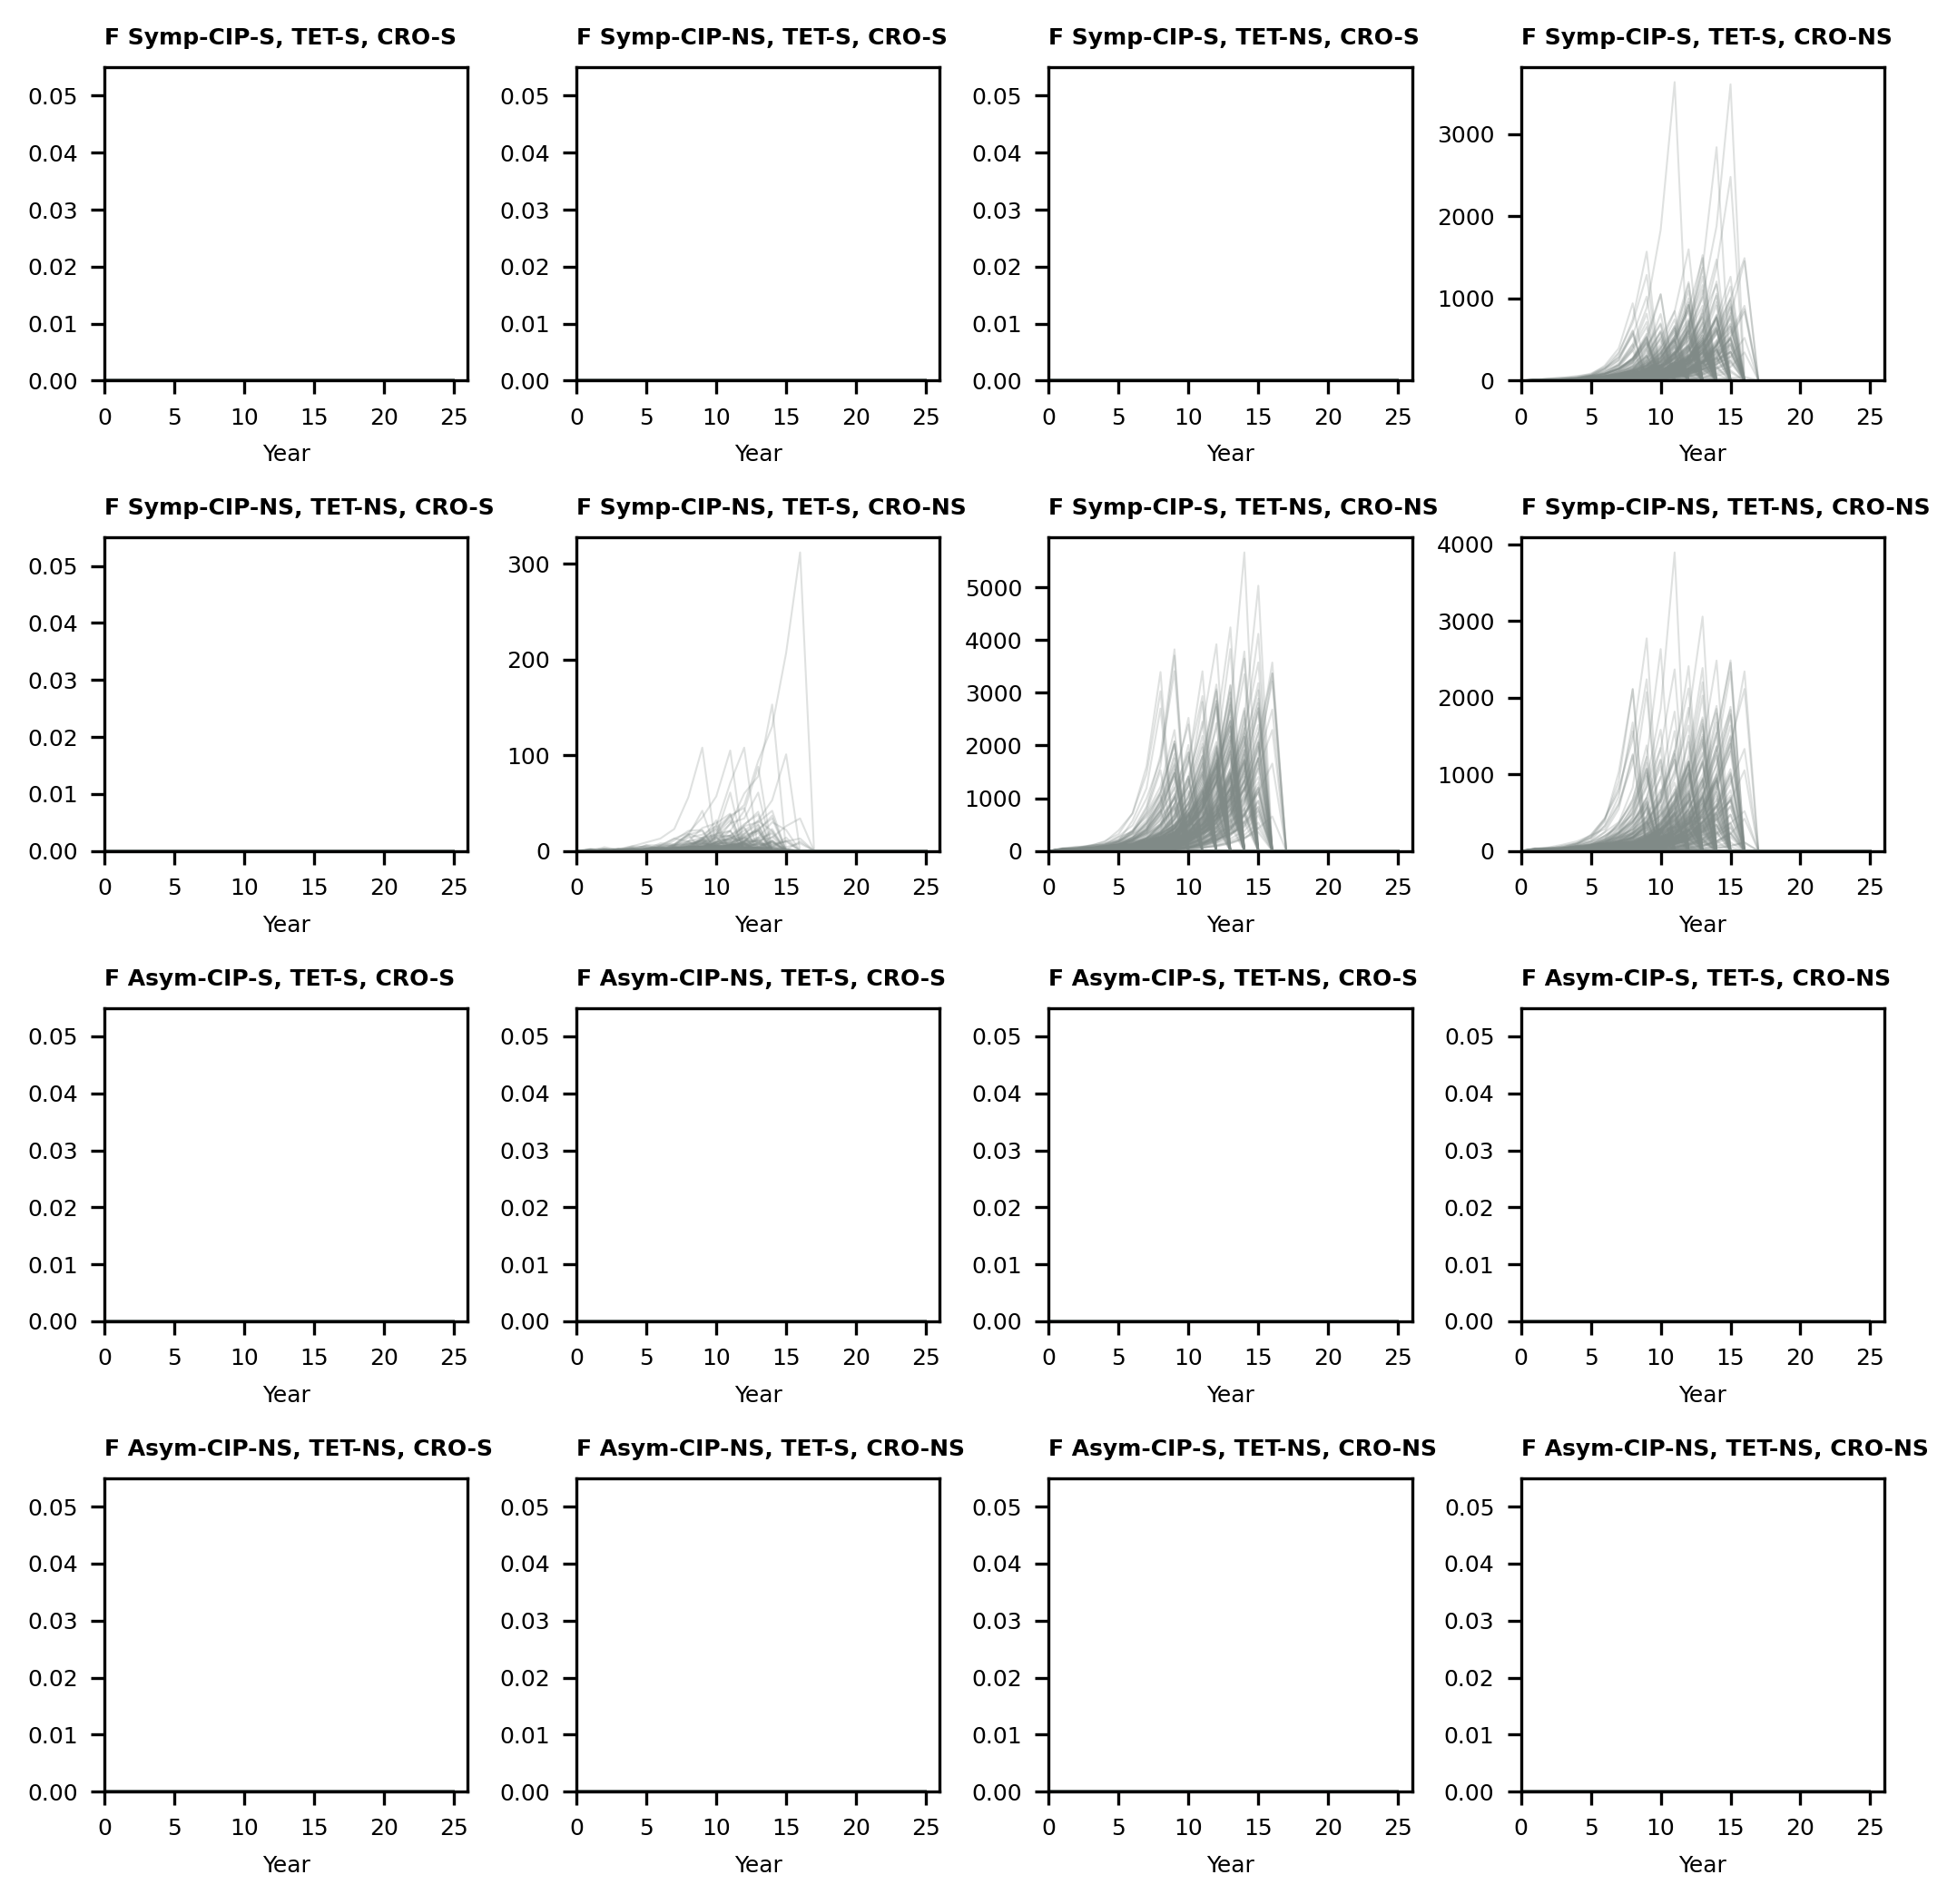 F Symp-CIP-S, TET-S, CRO-S
F Symp-CIP-NS, TET-S, CRO-S
F Symp-CIP-S, TET-NS, CRO-S
F Symp-CIP-S, TET-S, CRO-NS
0.05
0.04
0.03
0.02
0.01
0.00
0 5 10 15 20 25
Year
0.05
0.04
0.03
0.02
0.01
0.00
0 5 10 15 20 25
Year
0.05
0.04
0.03
0.02
0.01
0.00
0 5 10 15 20 25
Year
3000
2000
1000
0
0 5 10 15 20 25
Year
F Symp-CIP-NS, TET-NS, CRO-S
F Symp-CIP-NS, TET-S, CRO-NS
F Symp-CIP-S, TET-NS, CRO-NS
F Symp-CIP-NS, TET-NS, CRO-NS
0.05
0.04
0.03
0.02
0.01
0.00
0 5 10 15 20 25
Year
300
200
100
0
0 5 10 15 20 25
Year
5000
4000
3000
2000
1000
0
0 5 10 15 20 25
Year
4000
3000
2000
1000
0
0 5 10 15 20 25
Year
F Asym-CIP-S, TET-S, CRO-S
F Asym-CIP-NS, TET-S, CRO-S
F Asym-CIP-S, TET-NS, CRO-S
F Asym-CIP-S, TET-S, CRO-NS
0.05
0.04
0.03
0.02
0.01
0.00
0 5 10 15 20 25
Year
0.05
0.04
0.03
0.02
0.01
0.00
0 5 10 15 20 25
Year
0.05
0.04
0.03
0.02
0.01
0.00
0 5 10 15 20 25
Year
0.05
0.04
0.03
0.02
0.01
0.00
0 5 10 15 20 25
Year
F Asym-CIP-NS, TET-NS, CRO-S
F Asym-CIP-NS, TET-S, CRO-NS
F Asym-CIP-S, TET-NS, CRO-NS
F Asym-CIP-NS, TET-NS, CRO-NS
0.05
0.04
0.03
0.02
0.01
0.00
0 5 10 15 20 25
Year
0.05
0.04
0.03
0.02
0.01
0.00
0 5 10 15 20 25
Year
0.05
0.04
0.03
0.02
0.01
0.00
0 5 10 15 20 25
Year
0.05
0.04
0.03
0.02
0.01
0.00
0 5 10 15 20 25
Year